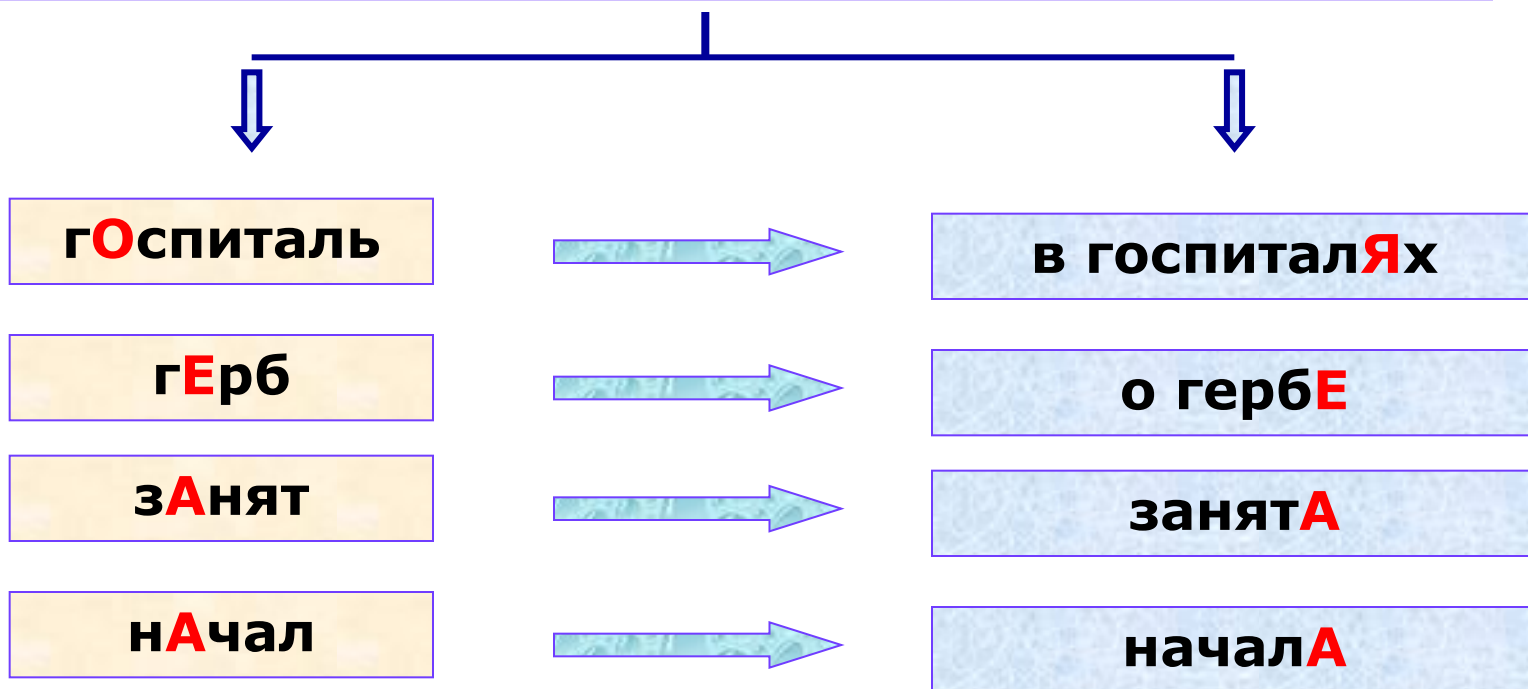 гОспиталь
в госпиталЯх
гЕрб
о гербЕ
зАнят
занятА
нАчал
началА